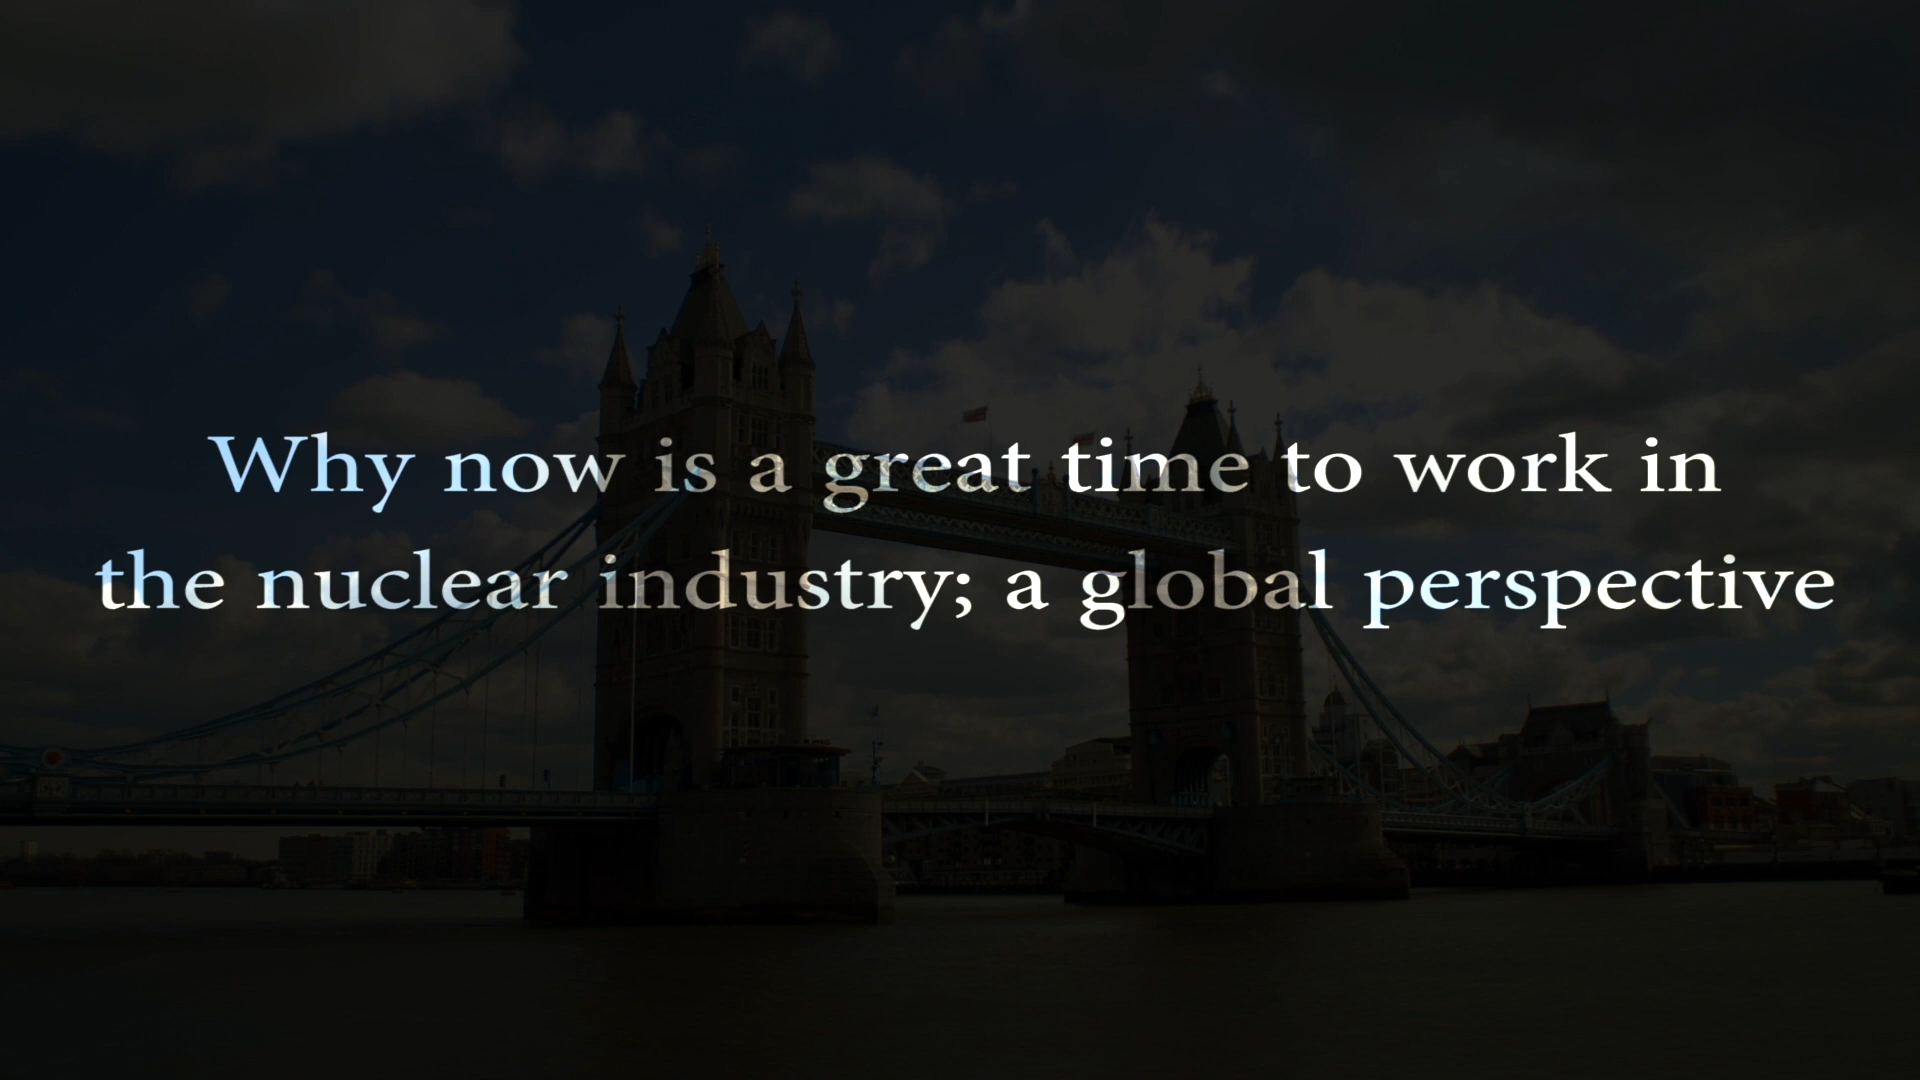 Why now is a great time to work in
the nuclear industry; a global perspective